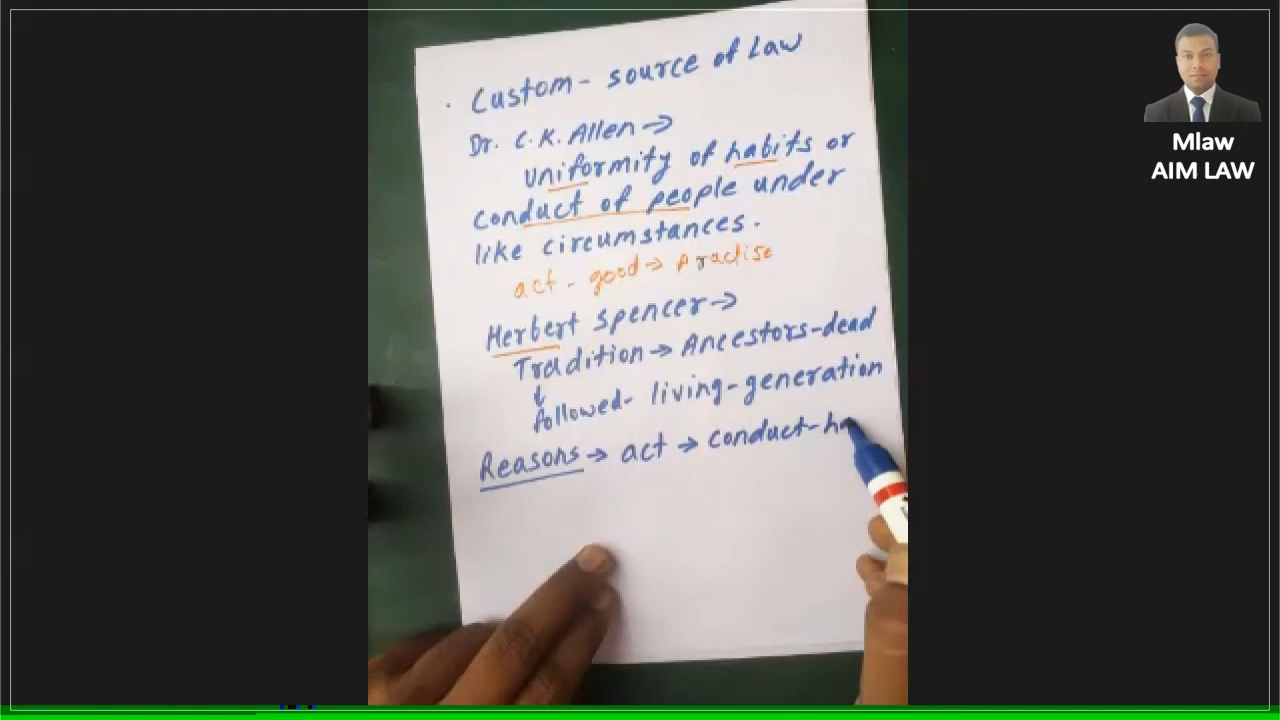 Custom - source of Law
Dr. C.K. Allen →
uniformity of habits or
conduct of people under
like circumstances.
act - good → practise
Herbert spencer →
Tradition → Ancestors-dead
↓
followed- living-generation
Reasons → act → conduct-ha
Mlaw
AIM LAW